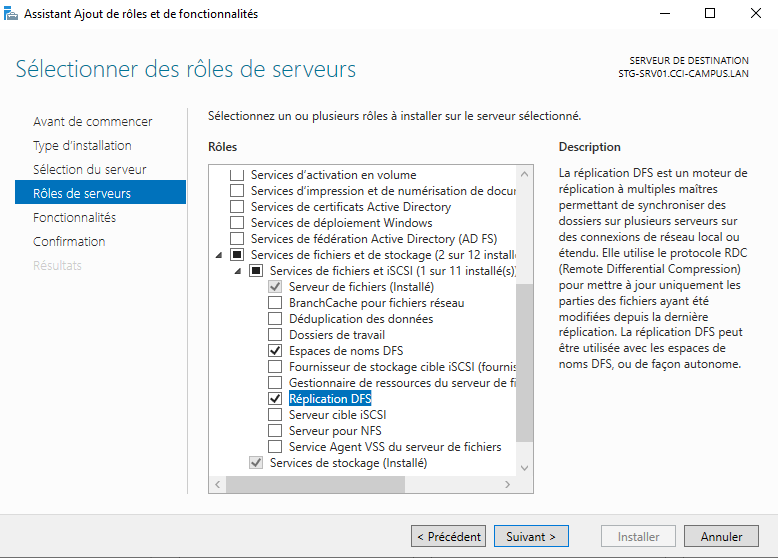 Assistant Ajout de rôles et de fonctionnalités
Sélectionner des rôles de serveurs
SERVEUR DE DESTINATION
STG-SRV01.CCI-CAMPUS.LAN
Avant de commencer
Type d'installation
Sélection du serveur
Rôles de serveurs
Fonctionnalités
Confirmation
Résultats
Sélectionnez un ou plusieurs rôles à installer sur le serveur sélectionné.
Rôles
Services d'activation en volume
Services d'impression et de numérisation de docu
Services de certificats Active Directory
Services de déploiement Windows
Services de fédération Active Directory (AD FS)
Services de fichiers et de stockage (2 sur 12 install
Services de fichiers et iSCSI (1 sur 11 installé(s))
Serveur de fichiers (Installé)
BranchCache pour fichiers réseau
Déduplication des données
Dossiers de travail
Espaces de noms DFS
Fournisseur de stockage cible iSCSI (fournis
Gestionnaire de ressources du serveur de fi
Réplication DFS
Serveur cible iSCSI
Serveur pour NFS
Service Agent VSS du serveur de fichiers
Services de stockage (Installé)
Description
La réplication DFS est un moteur de
réplication à multiples maîtres
permettant de synchroniser des
dossiers sur plusieurs serveurs sur
des connexions de réseau local ou
étendu. Elle utilise le protocole RDC
(Remote Differential Compression)
pour mettre à jour uniquement les
parties des fichiers ayant été
modifiées depuis la dernière
réplication. La réplication DFS peut
être utilisée avec les espaces de
noms DFS, ou de façon autonome.
< Précédent
Suivant >
Installer
Annuler